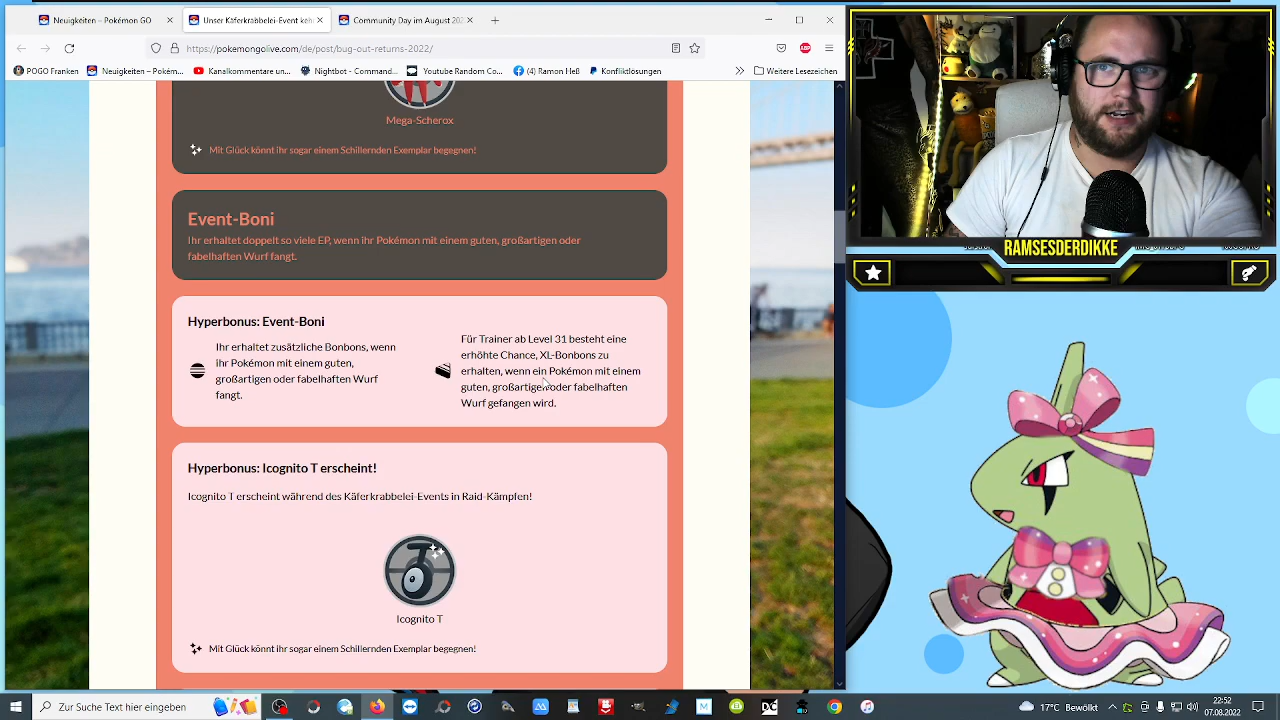 Neuigkeiten – Pokémon GO
Unser Käferkrabbelei-Event keh
Community Day im August 202
https://pokemongolive.com/de/post/bug-out-returns-2022/
POGO Franken
Neuigkeiten – Pokém...
Kanalkommentare un...
Nightbot - Command...
Youtube Random Co...
(4) Ramon Heß
Konfliktlösungen
Weitere Lesezeichen
Mega-Scherox
Mit Glück könnt ihr sogar einem Schillernden Exemplar begegnen!
Event-Boni
Ihr erhaltet doppelt so viele EP, wenn ihr Pokémon mit einem guten, großartigen oder
fabelhaften Wurf fangt.
Hyperbonus: Event-Boni
Ihr erhaltet zusätzliche Bonbons, wenn
ihr Pokémon mit einem guten,
großartigen oder fabelhaften Wurf
fangt.
Für Trainer ab Level 31 besteht eine
erhöhte Chance, XL-Bonbons zu
erhalten, wenn ein Pokémon mit einem
guten, großartigen oder fabelhaften
Wurf gefangen wird.
Hyperbonus: Icognito T erscheint!
Icognito T erscheint während des Käferkrabbelei-Events in Raid-Kämpfen!
Icognito T
Mit Glück könnt ihr sogar einem Schillernden Exemplar begegnen!
RAMSESDERDIKKE
Zur Suche Text hier eingeben
17°C Meist klar
22:52
07.08.2022